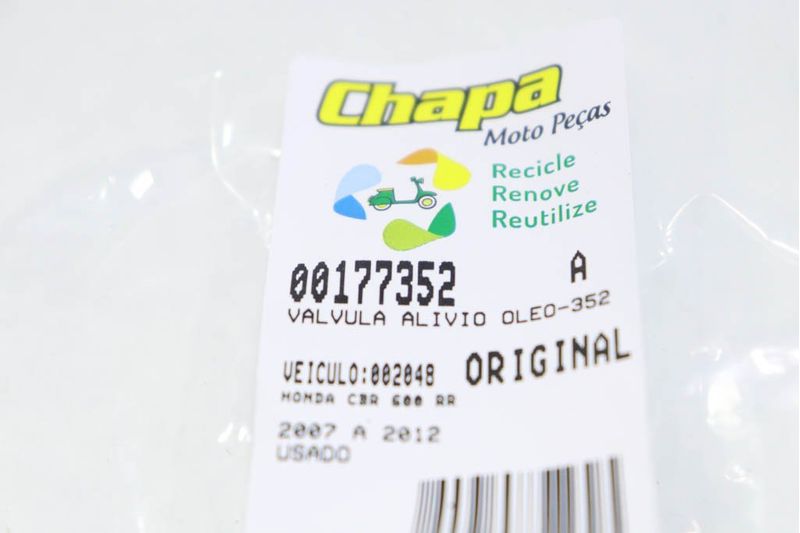 Chapa
Moto Peças
Recicle
Renove
Reutilize
00177352 A
VALVULA ALIVIO OLEO-352
VEICULO:002048 ORIGINAL
HONDA CBR 600 RR
2007 A 2012
USADO